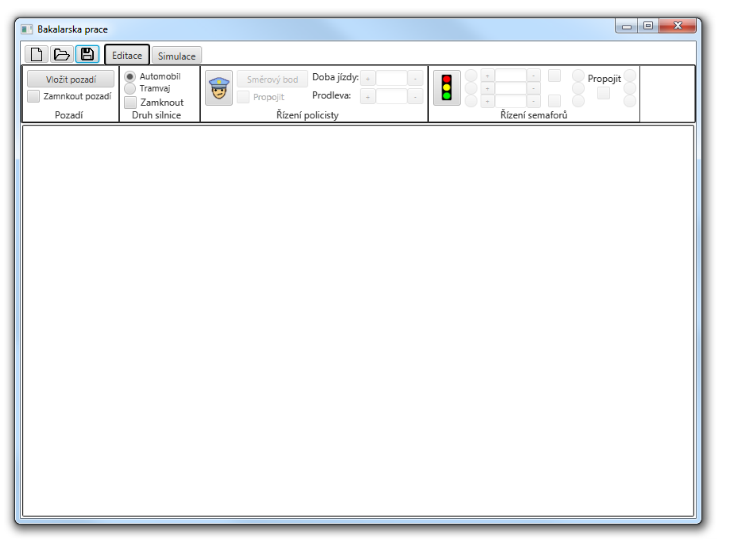 Bakalarska prace
Editace Simulace
Vložit pozadí
Zamnkout pozadí
Pozadí
Automobil
Tramvaj
Zamknout
Druh silnice
Směrový bod
Propojit
Doba jízdy: + -
Prodleva: + -
Řízení policisty
+ -
+ -
+ -
Propojit
Řízení semaforů